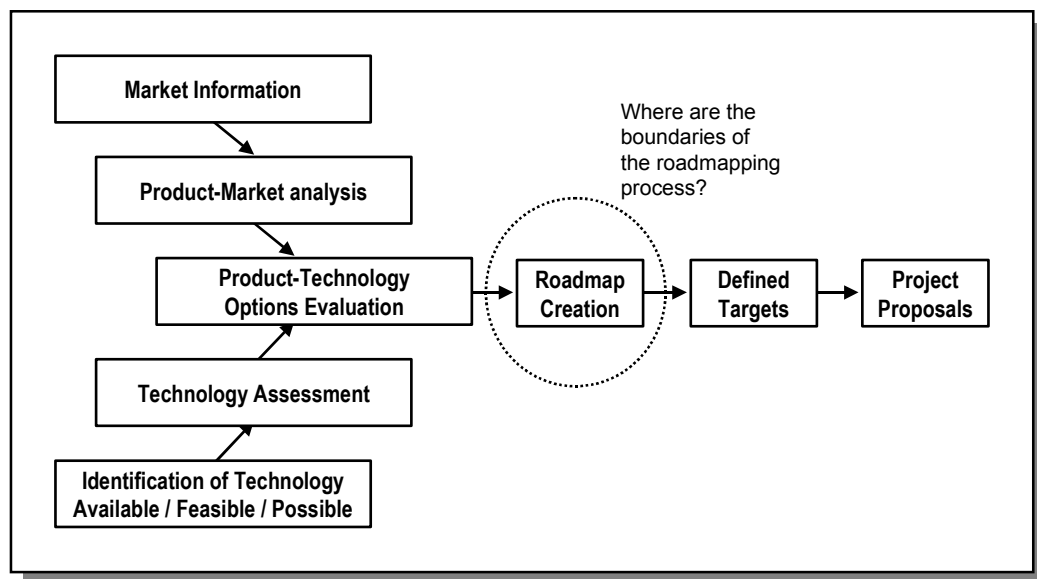 Market Information
Where are the
boundaries of
the roadmapping
process?
Product-Market analysis
Product-Technology
Options Evaluation
Roadmap
Creation
Defined
Targets
Project
Proposals
Technology Assessment
Identification of Technology
Available / Feasible / Possible